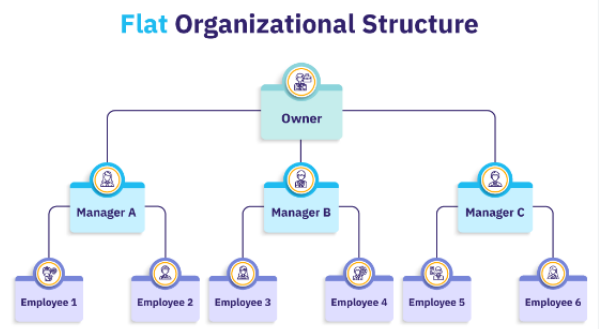 Flat Organizational Structure
Owner
Manager A
Manager B
Manager C
Employee 1
Employee 2
Employee 3
Employee 4
Employee 5
Employee 6